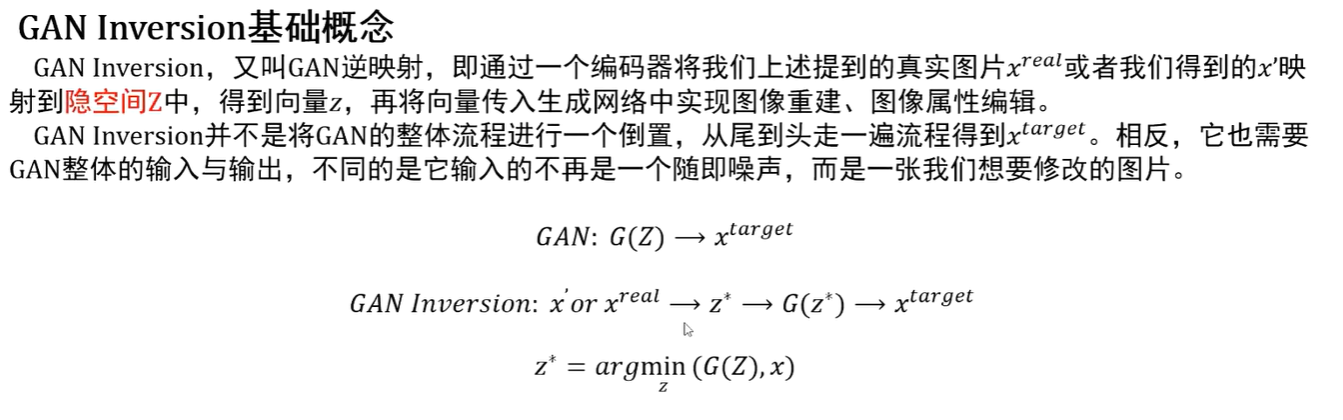 GAN Inversion基础概念
GAN Inversion，又叫GAN逆映射，即通过一个编码器将我们上述提到的真实图片x^{real}或者我们得到的x'映
射到隐空间Z中，得到向量z，再将向量传入生成网络中实现图像重建、图像属性编辑。
GAN Inversion并不是将GAN的整体流程进行一个倒置，从尾到头走一遍流程得到x^{target}。相反，它也需要
GAN整体的输入与输出，不同的是它输入的不再是一个随即噪声，而是一张我们想要修改的图片。
GAN: G(Z) ⟶ x^{target}
GAN Inversion: x' or x^{real} ⟶ z^* ⟶ G(z^*) ⟶ x^{target}
z^* = argmin_z (G(Z), x)